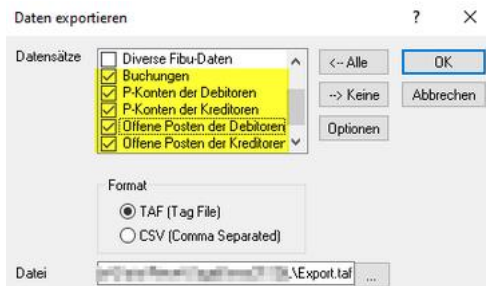 Daten exportieren ? ×
Datensätze
Diverse Fibu-Daten
Buchungen
P-Konten der Debitoren
P-Konten der Kreditoren
Offene Posten der Debitoren
Offene Posten der Kreditorer
<-- Alle
--> Keine
Optionen
OK
Abbrechen
Format
TAF (Tag File)
CSV (Comma Separated)
Datei \Export.taf ...